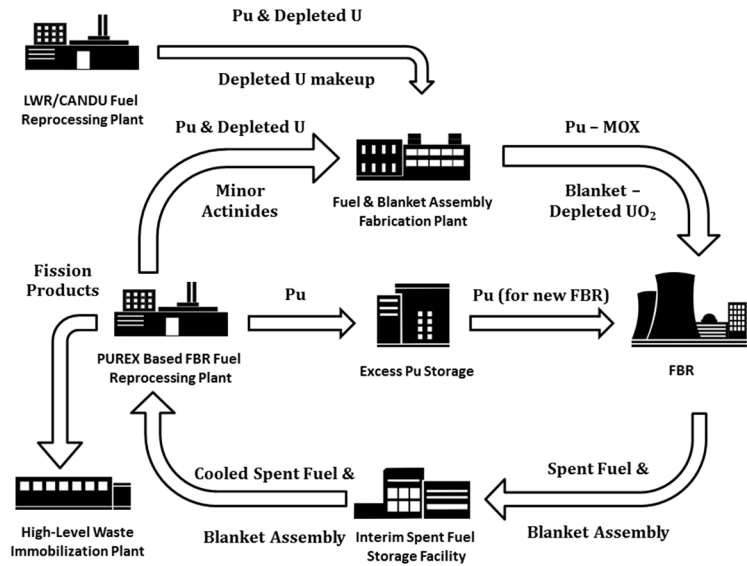 Pu & Depleted U
Depleted U makeup
LWR/CANDU Fuel
Reprocessing Plant
Pu & Depleted U
Minor
Actinides
Fuel & Blanket Assembly
Fabrication Plant
Pu – MOX
Blanket –
Depleted UO₂
Fission
Products
PUREX Based FBR Fuel
Reprocessing Plant
Pu
Excess Pu Storage
Pu (for new FBR)
FBR
Cooled Spent Fuel &
Blanket Assembly
Spent Fuel &
Blanket Assembly
High-Level Waste
Immobilization Plant
Interim Spent Fuel
Storage Facility